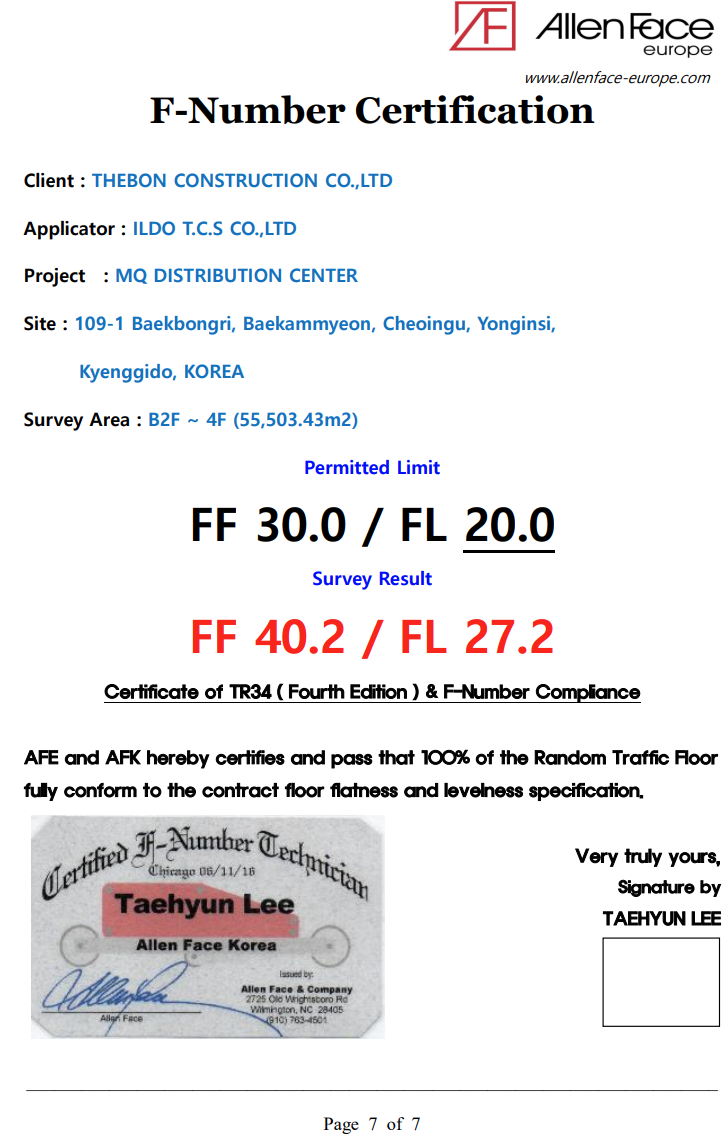 AF Allen Face
europe
www.allenface-europe.com
F-Number Certification
Client : THEBON CONSTRUCTION CO.,LTD
Applicator : ILDO T.C.S CO.,LTD
Project : MQ DISTRIBUTION CENTER
Site : 109-1 Baekbongri, Baekammyeon, Cheoingu, Yonginsi,
Kyenggido, KOREA
Survey Area : B2F ~ 4F (55,503.43m2)
Permitted Limit
FF 30.0 / FL 20.0
Survey Result
FF 40.2 / FL 27.2
Certificate of TR34 ( Fourth Edition ) & F-Number Compliance
AFE and AFK hereby certifies and pass that 100% of the Random Traffic Floor
fully conform to the contract floor flatness and levelness specification.
Certified F-Number Technician
Chicago 06/11/16
Taehyun Lee
Allen Face Korea
Issued by:
Allen Face & Company
2725 Old Wrightsboro Rd
Wilmington, NC 28405
(910) 763-4501
Allen Face
Very truly yours,
Signature by
TAEHYUN LEE
Page 7 of 7